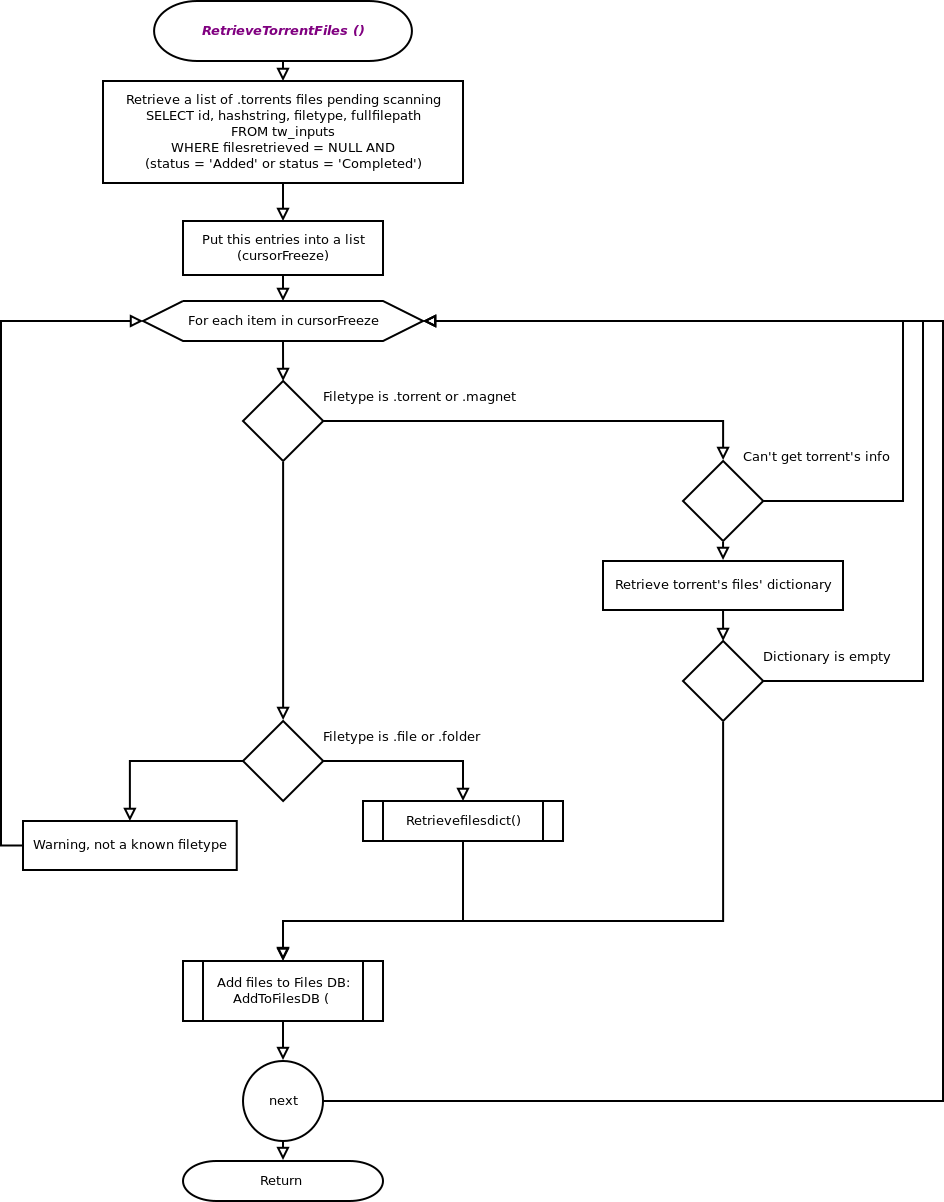 RetrieveTorrentFiles ()
Retrieve a list of .torrents files pending scanning
SELECT id, hashstring, filetype, fullfilepath
FROM tw_inputs
WHERE filesretrieved = NULL AND
(status = 'Added' or status = 'Completed')
Put this entries into a list
(cursorFreeze)
For each item in cursorFreeze
Filetype is .torrent or .magnet
Can't get torrent's info
Retrieve torrent's files' dictionary
Dictionary is empty
Filetype is .file or .folder
Retrievefilesdict()
Warning, not a known filetype
Add files to Files DB:
AddToFilesDB (
next
Return